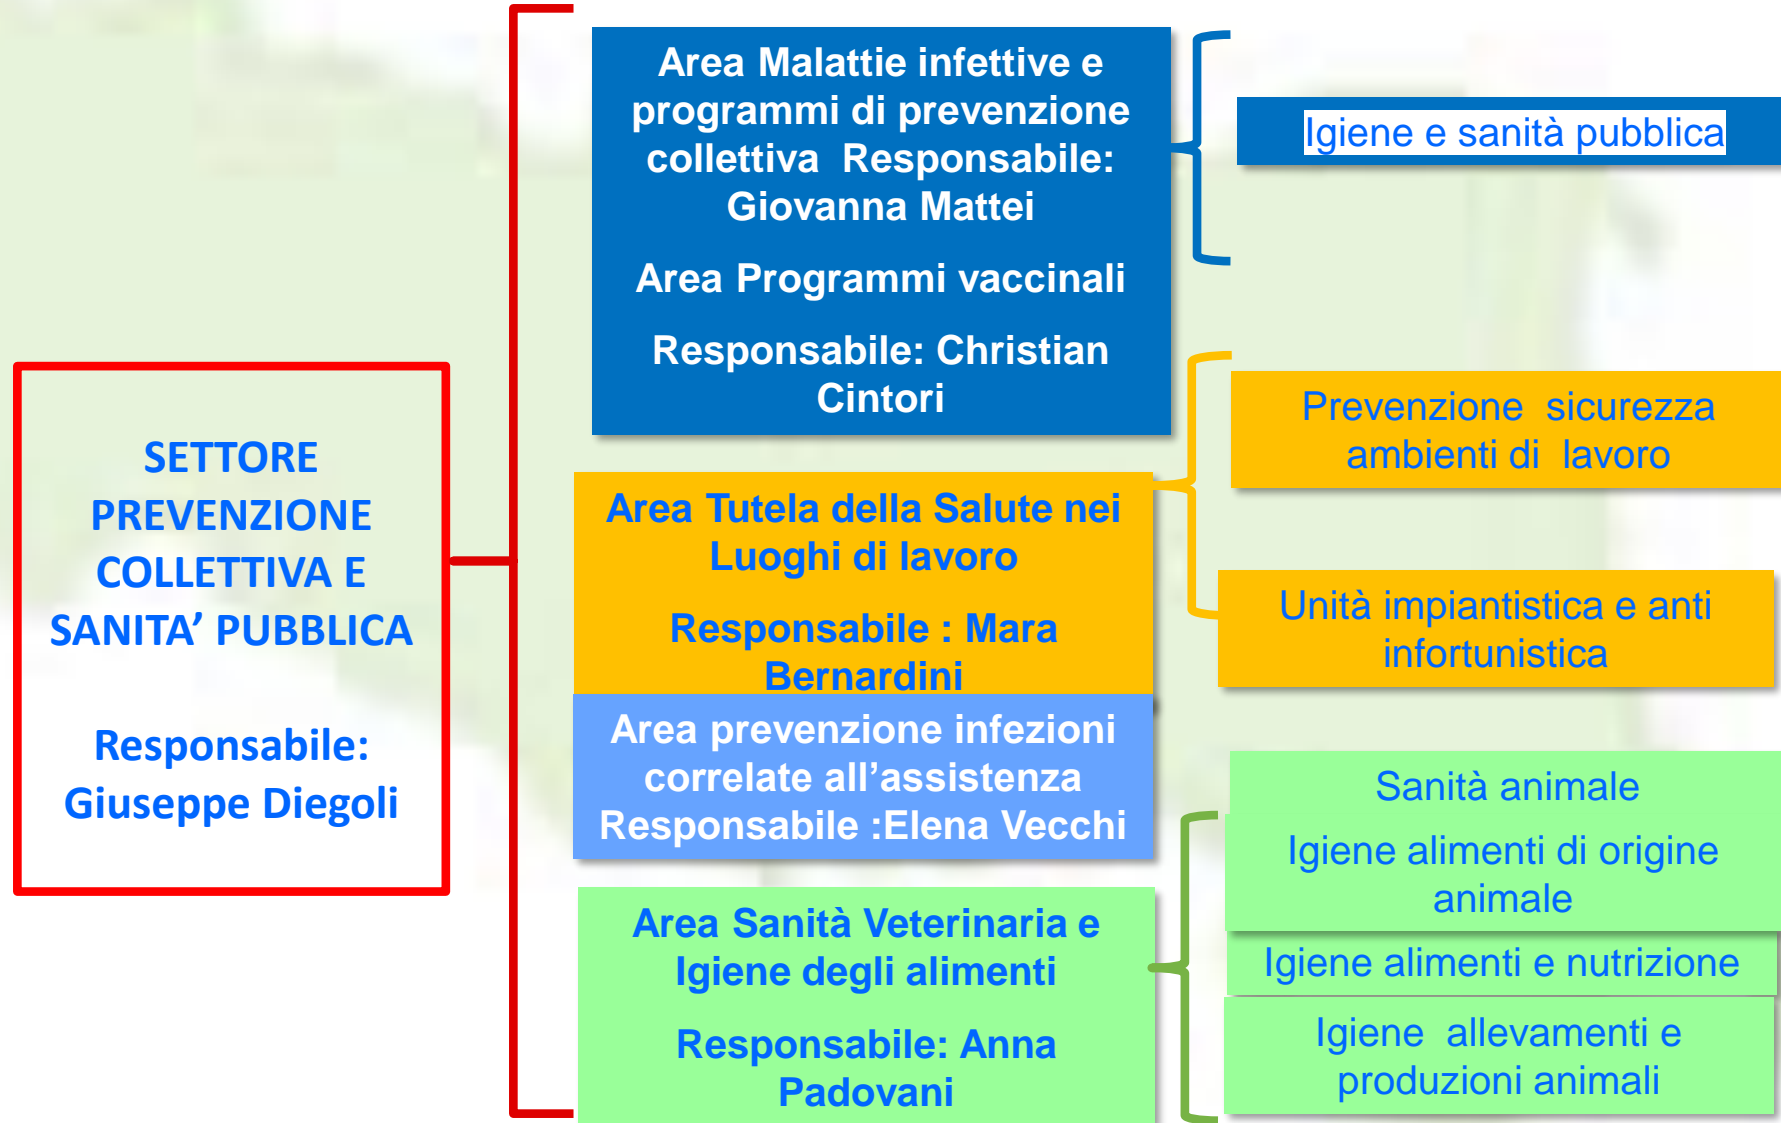 SETTORE
PREVENZIONE
COLLETTIVA E
SANITA’ PUBBLICA
Responsabile:
Giuseppe Diegoli
Area Malattie infettive e
programmi di prevenzione
collettiva  Responsabile:
Giovanna Mattei
Area Programmi vaccinali
Responsabile: Christian
Cintori
Igiene e sanità pubblica
Area Tutela della Salute nei
Luoghi di lavoro
Responsabile : Mara
Bernardini
Prevenzione  sicurezza
ambienti di  lavoro
Unità impiantistica e anti
infortunistica
Area prevenzione infezioni
correlate all’assistenza
Responsabile :Elena Vecchi
Area Sanità Veterinaria e
Igiene degli alimenti
Responsabile: Anna
Padovani
Sanità animale
Igiene alimenti di origine
animale
Igiene alimenti e nutrizione
Igiene  allevamenti e
produzioni animali